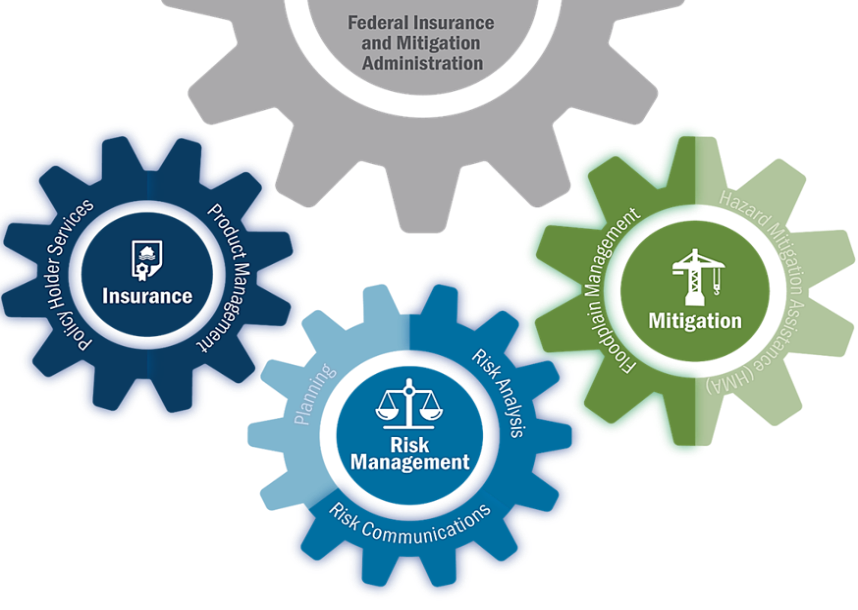 Federal Insurance
and Mitigation
Administration
Policy Holder Services
Product Management
Insurance
Floodplain Management
Hazard Mitigation Assistance (HMA)
Mitigation
Planning
Risk Analysis
Risk
Management
Risk Communications